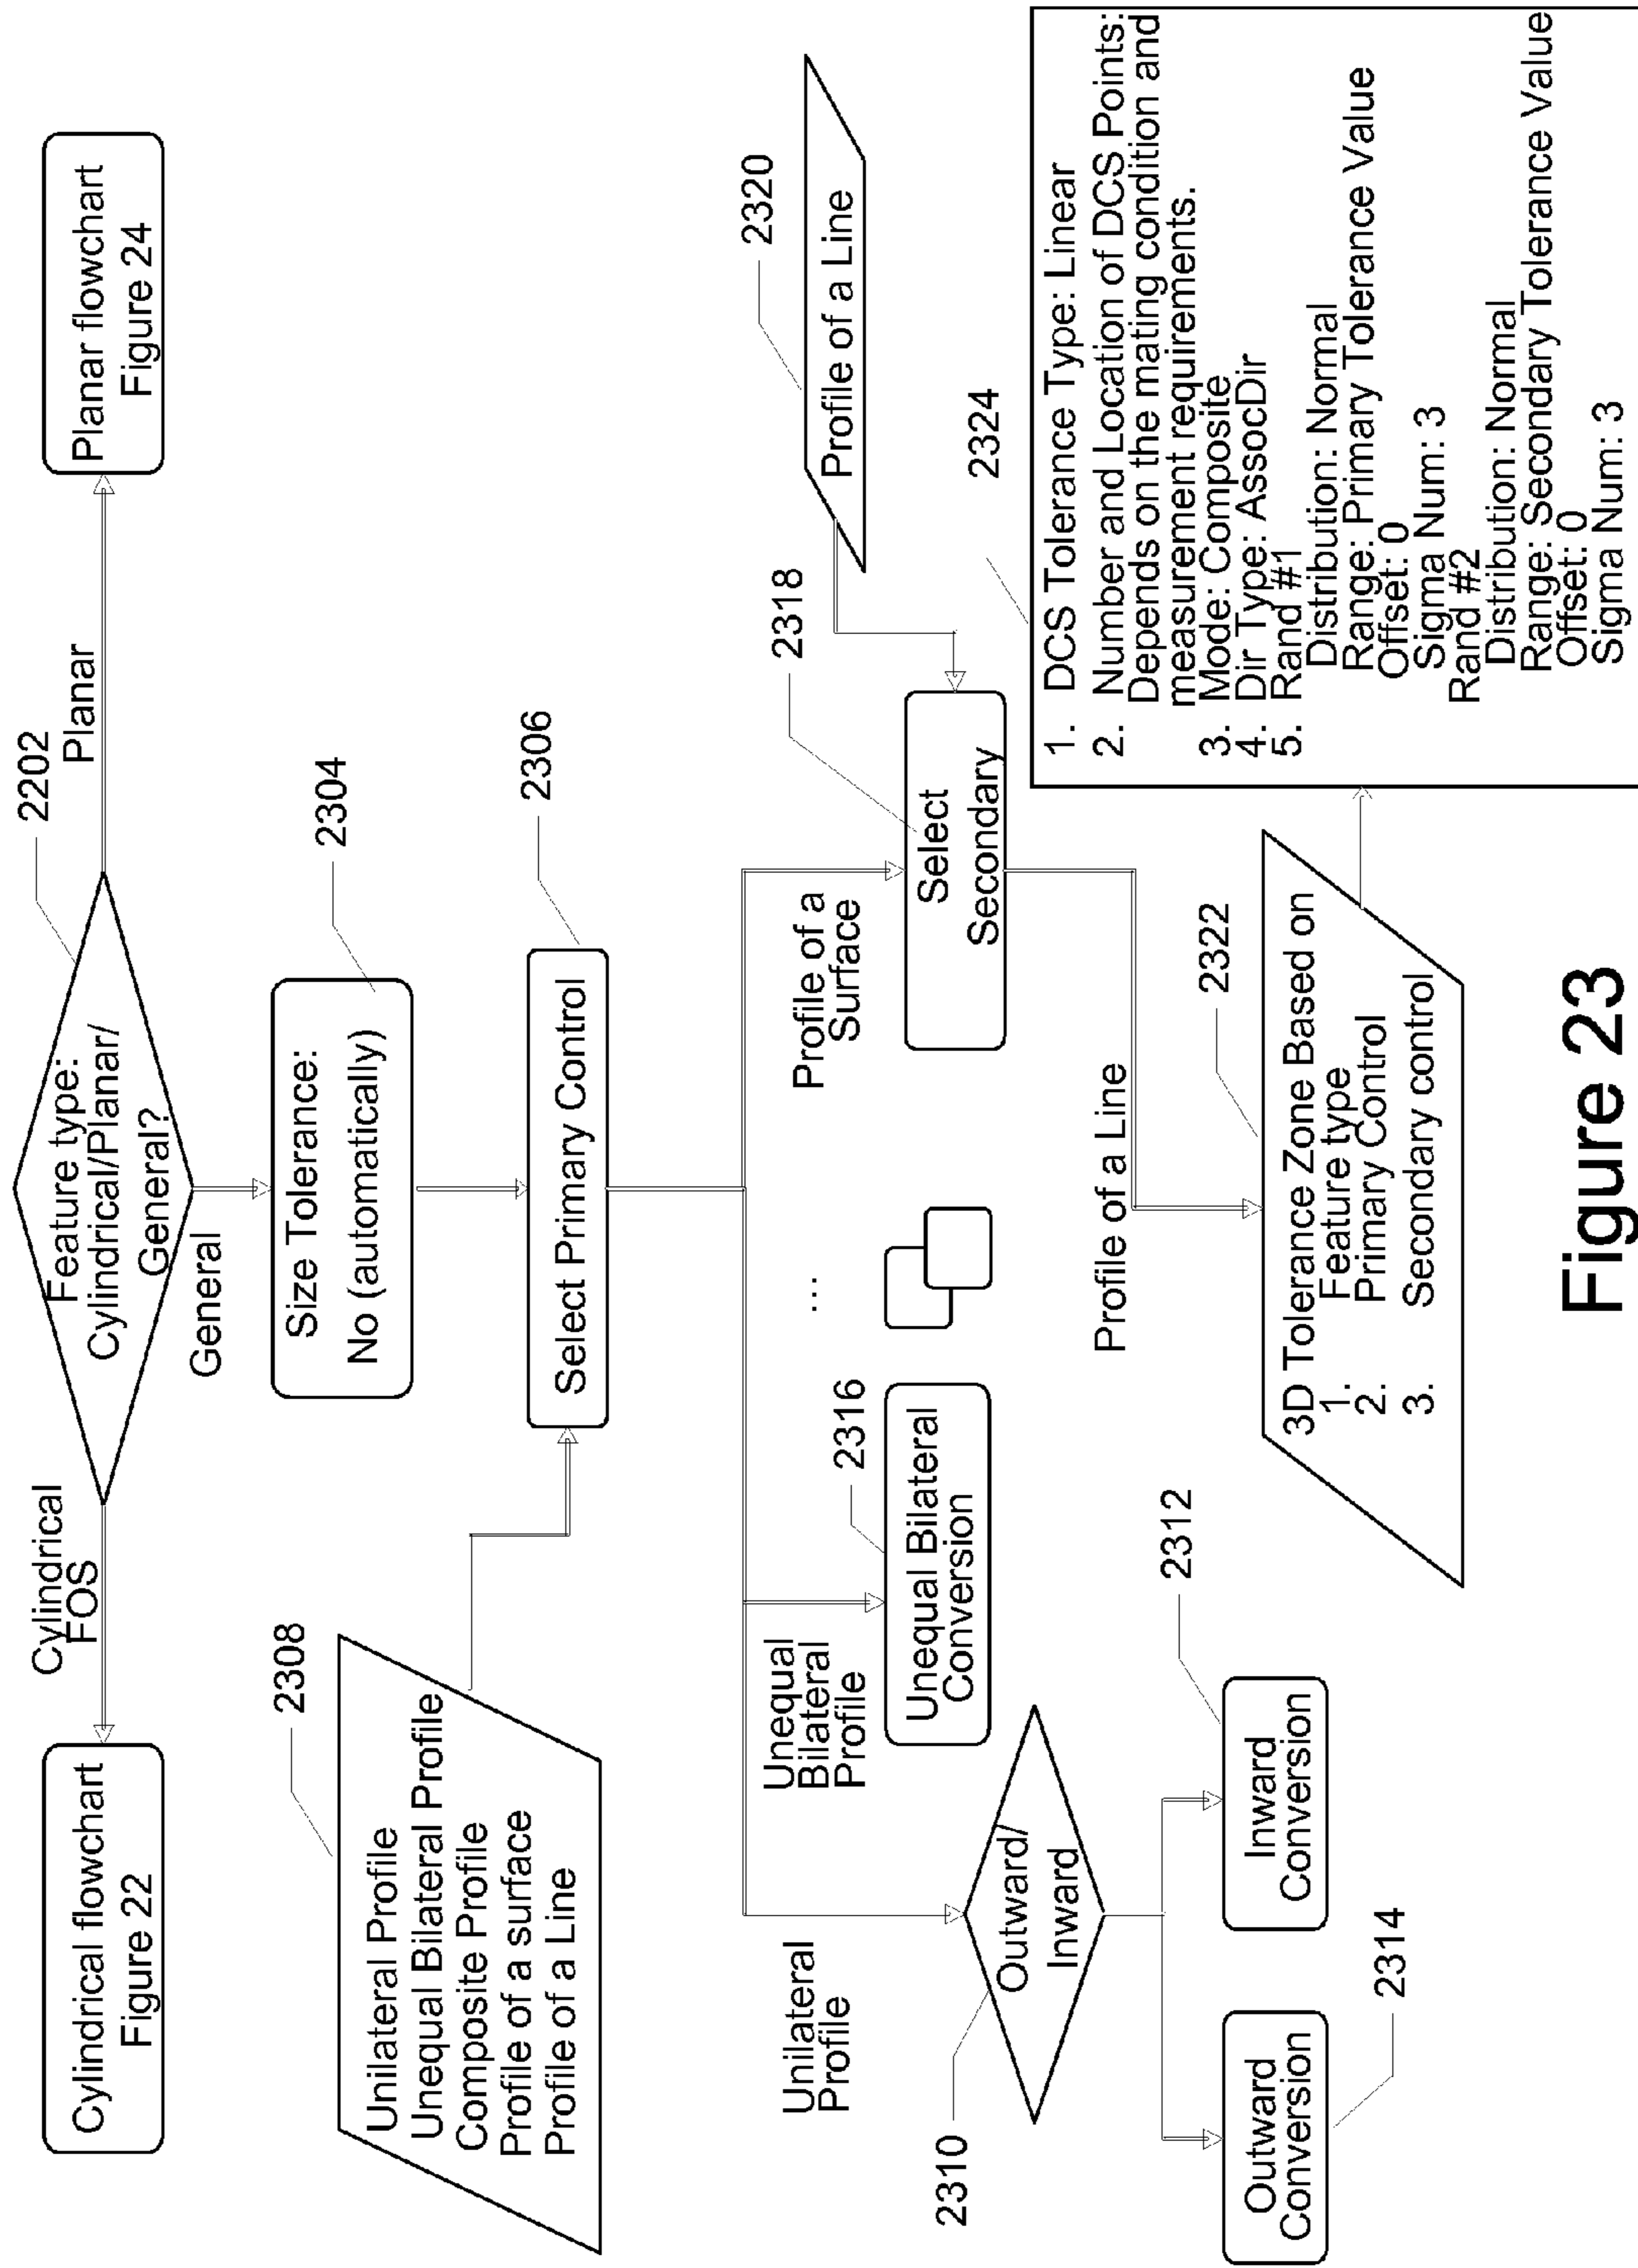 Cylindrical flowchart
Figure 22
Cylindrical
FOS
Feature type:
Cylindrical/Planar/
General?
2202
Planar
Planar flowchart
Figure 24
General
Size Tolerance:
No (automatically)
2304
2308
Unilateral Profile
Unequal Bilateral Profile
Composite Profile
Profile of a surface
Profile of a Line
Select Primary Control
2306
Unilateral
Profile
Unequal
Bilateral
Profile
...
Profile of a
Surface
2310
Outward/
Inward
2316
Unequal Bilateral
Conversion
2318
Select
Secondary
2320
Profile of a Line
Profile of a Line
Outward
Conversion
2314
Inward
Conversion
2312
2322
3D Tolerance Zone Based on
1. Feature type
2. Primary Control
3. Secondary control
2324
1. DCS Tolerance Type: Linear
2. Number and Location of DCS Points:
Depends on the mating condition and
measurement requirements.
3. Mode: Composite
4. Dir Type: AssocDir
5. Rand #1
Distribution: Normal
Range: Primary Tolerance Value
Offset: 0
Sigma Num: 3
Rand #2
Distribution: Normal
Range: Secondary Tolerance Value
Offset: 0
Sigma Num: 3
Figure 23